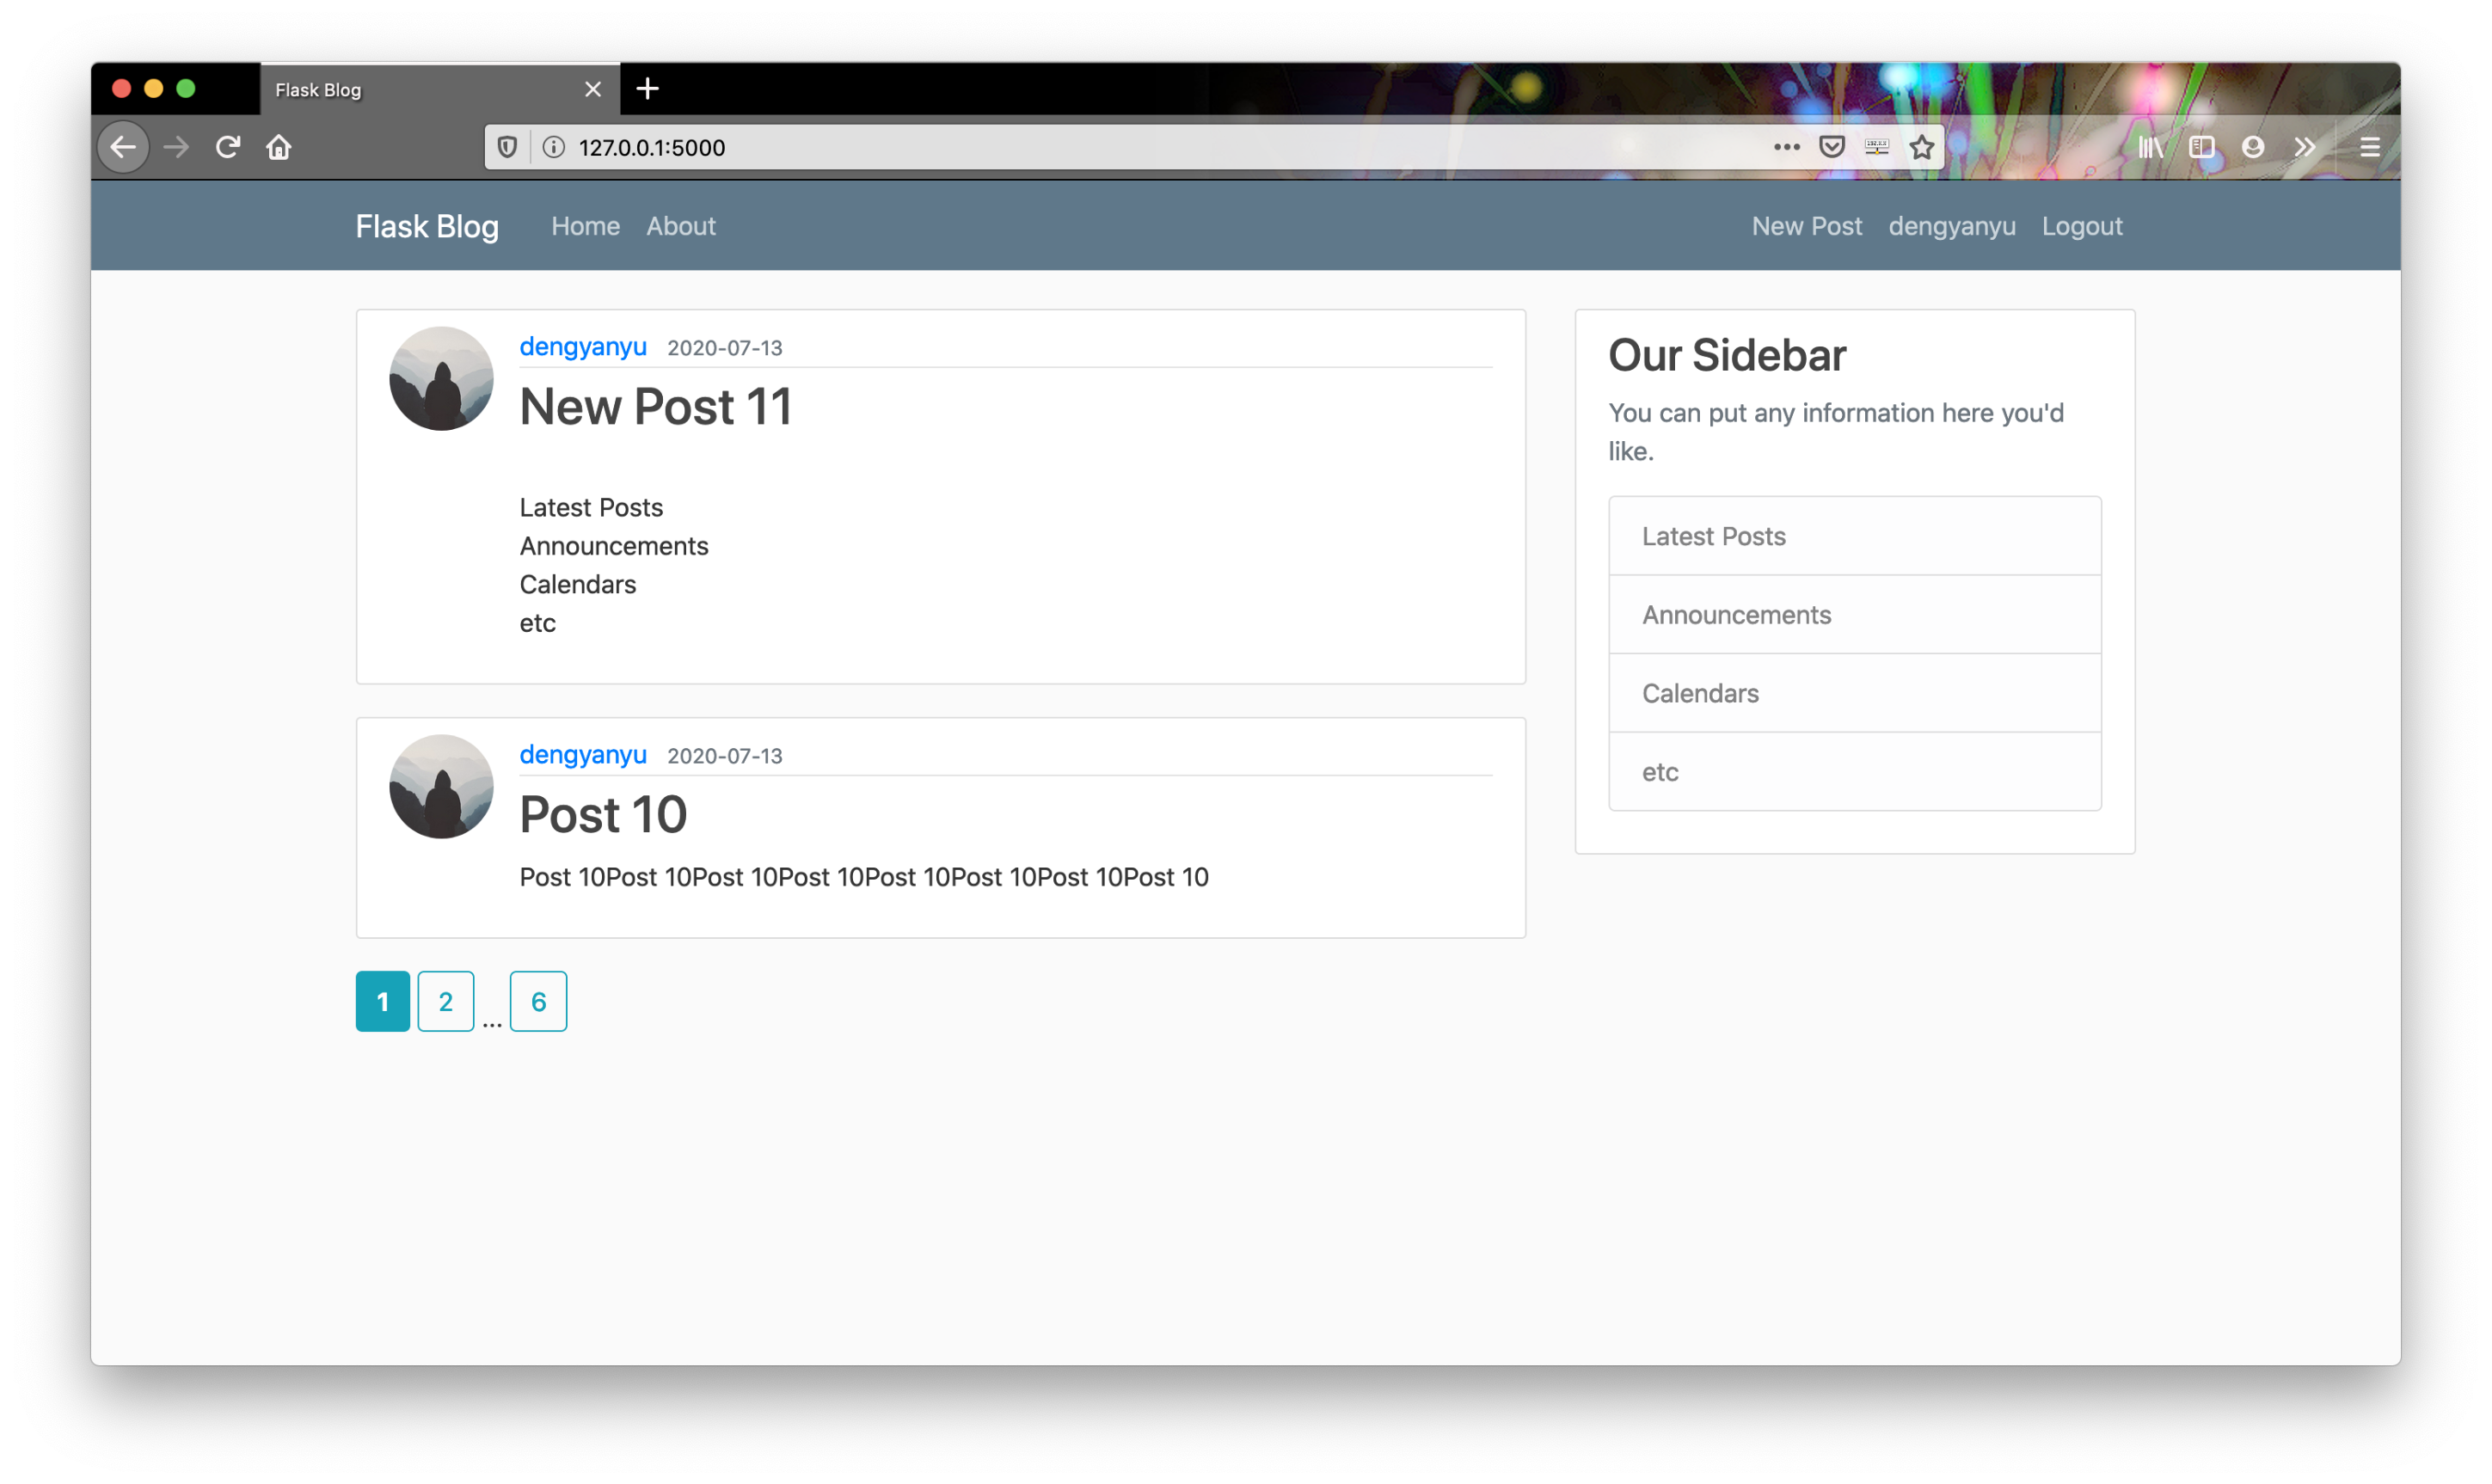 Flask Blog
127.0.0.1:5000
Flask Blog Home About New Post dengyanyu Logout
dengyanyu 2020-07-13
New Post 11
Latest Posts
Announcements
Calendars
etc
dengyanyu 2020-07-13
Post 10
Post 10Post 10Post 10Post 10Post 10Post 10Post 10Post 10
1 2 ... 6
Our Sidebar
You can put any information here you'd
like.
Latest Posts
Announcements
Calendars
etc